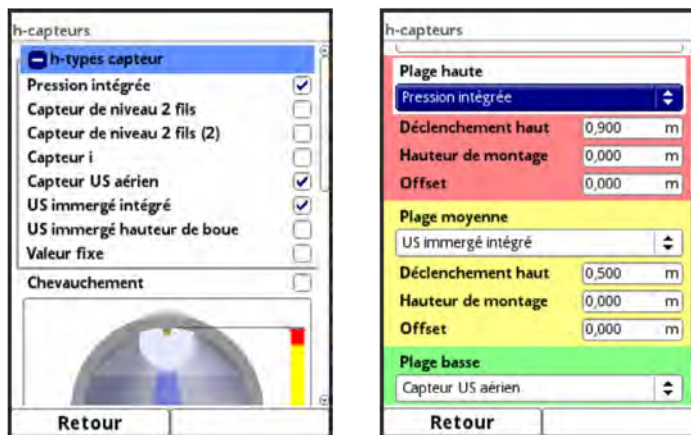 h-capteurs
h-types capteur
Pression intégrée
Capteur de niveau 2 fils
Capteur de niveau 2 fils (2)
Capteur i
Capteur US aérien
US immergé intégré
US immergé hauteur de boue
Valeur fixe
Chevauchement
Retour
h-capteurs
Plage haute
Pression intégrée
Déclenchement haut 0,900 m
Hauteur de montage 0,000 m
Offset 0,000 m
Plage moyenne
US immergé intégré
Déclenchement haut 0,500 m
Hauteur de montage 0,000 m
Offset 0,000 m
Plage basse
Capteur US aérien
Retour